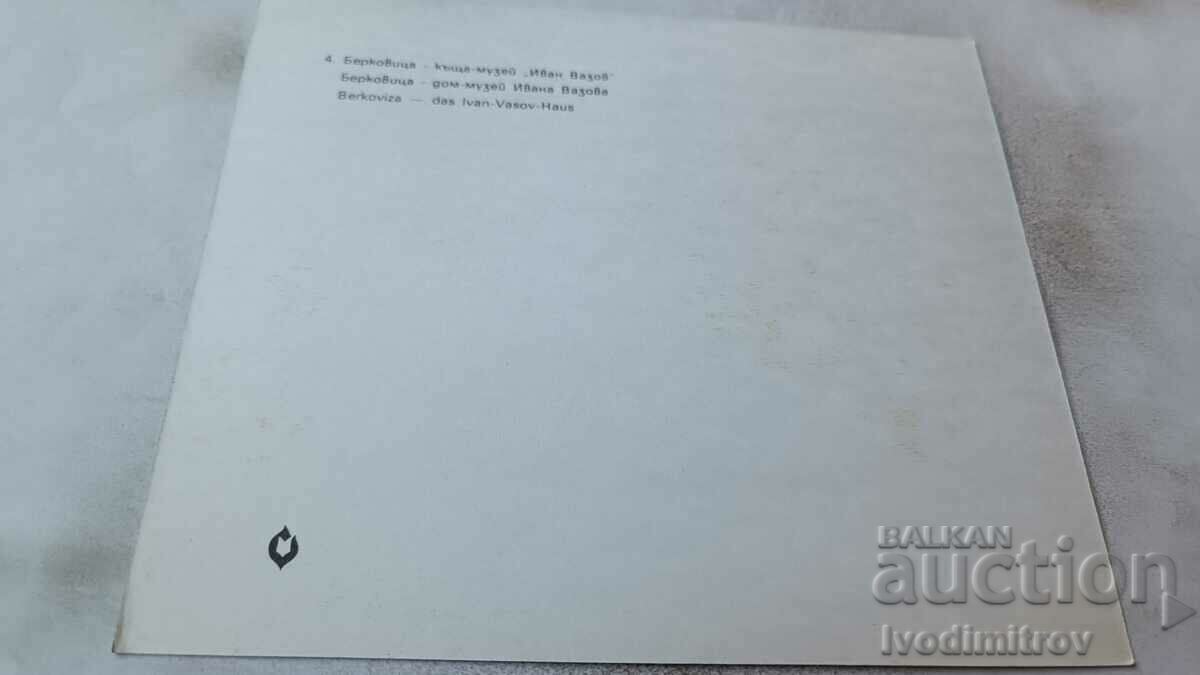 4. Берковица - къща-музей „Иван Вазов“
Берковица - дом-музей Ивана Вазова
Berkoviza — das Ivan-Vasov-Haus
BALKAN
auction
Ivodimitrov